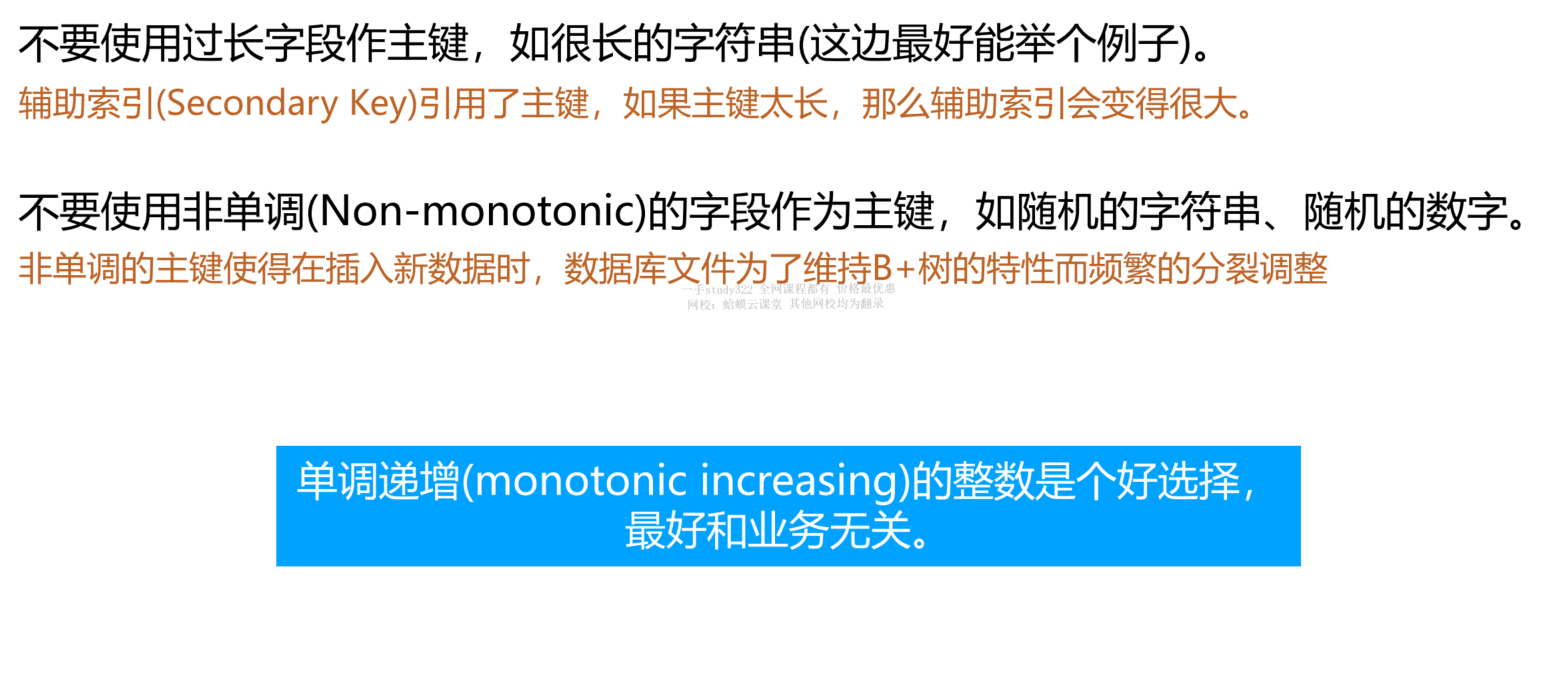 不要使用过长字段作主键，如很长的字符串(这边最好能举个例子)。
辅助索引(Secondary Key)引用了主键，如果主键太长，那么辅助索引会变得很大。
不要使用非单调(Non-monotonic)的字段作为主键，如随机的字符串、随机的数字。
非单调的主键使得在插入新数据时，数据库文件为了维持B+树的特性而频繁的分裂调整
一手study322 全网课程都有 价格最优惠
网校：蛤蟆云课堂 其他网校均为翻录
单调递增(monotonic increasing)的整数是个好选择，
最好和业务无关。